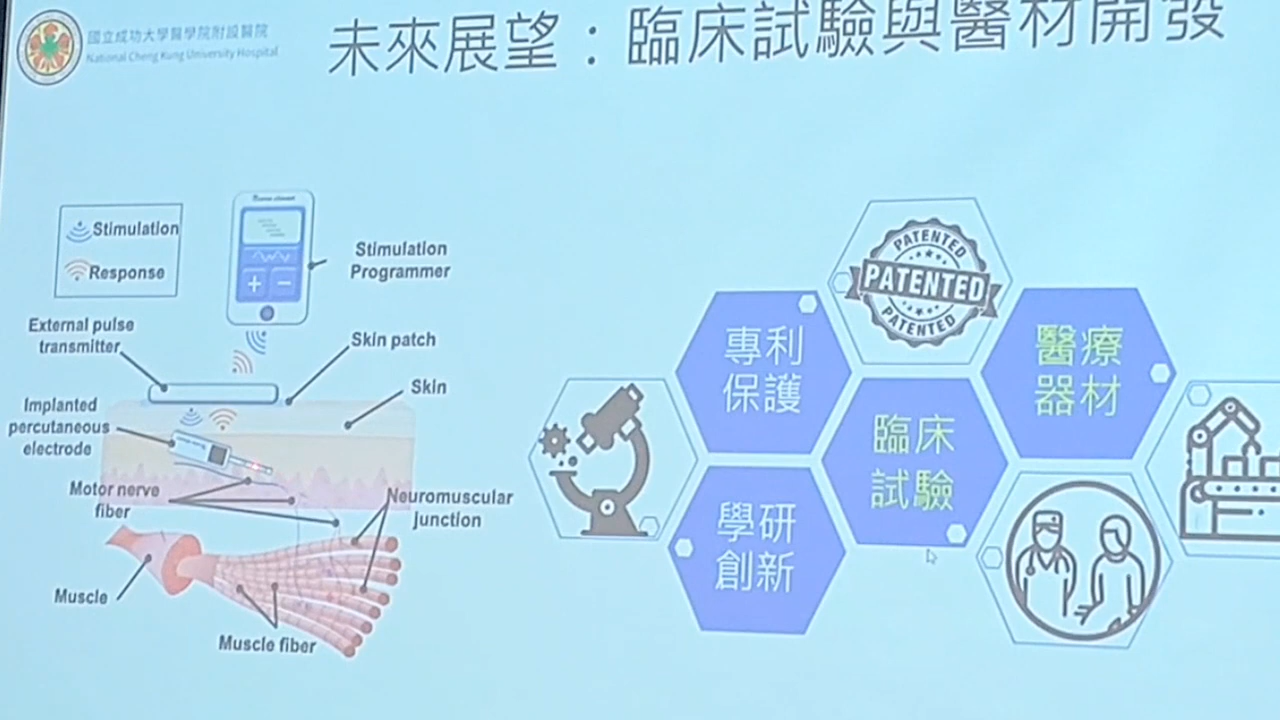 國立成功大學醫學院附設醫院
National Cheng Kung University Hospital
未來展望：臨床試驗與醫材開發
Stimulation
Response
Stimulation
Programmer
External pulse
transmitter
Skin patch
Skin
Implanted
percutaneous
electrode
Motor nerve
fiber
Neuromuscular
junction
Muscle
Muscle fiber
PATENTED
PATENTED
PATENTED
專利
保護
醫療
器材
臨床
試驗
學研
創新